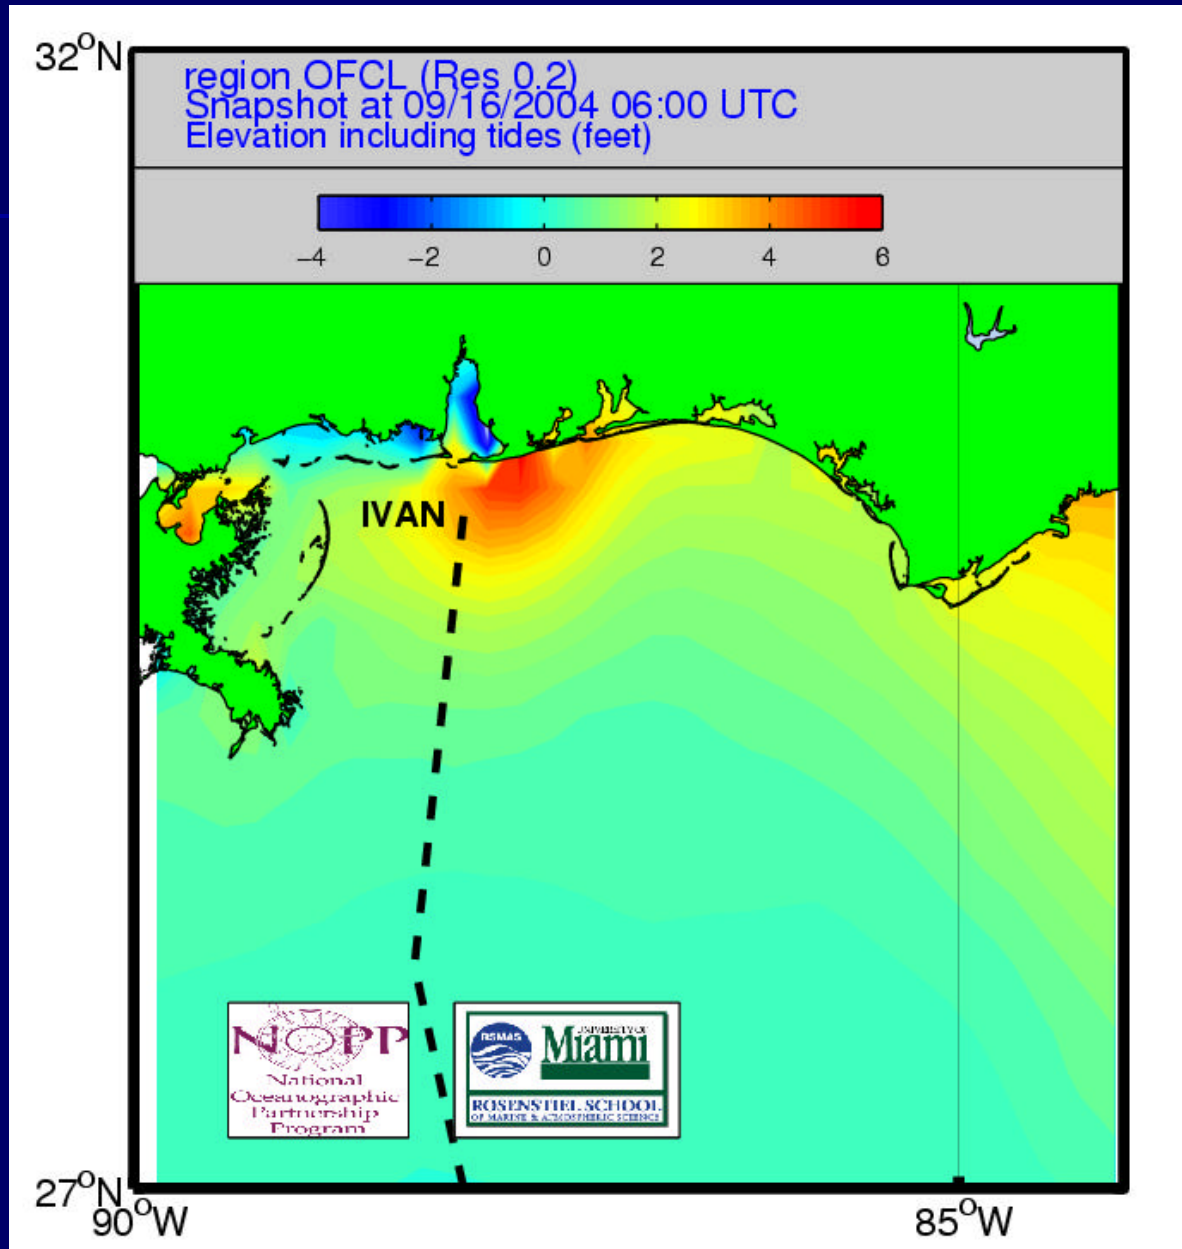 32°N
region OFCL (Res 0.2)
Snapshot at 09/16/2004 06:00 UTC
Elevation including tides (feet)
−4 −2 0 2 4 6
IVAN
NOPP
National
Oceanographic
Partnership
Program
RSMAS
UNIVERSITY OF
Miami
ROSENSTIEL SCHOOL
OF MARINE & ATMOSPHERIC SCIENCE
27°N
90°W 85°W